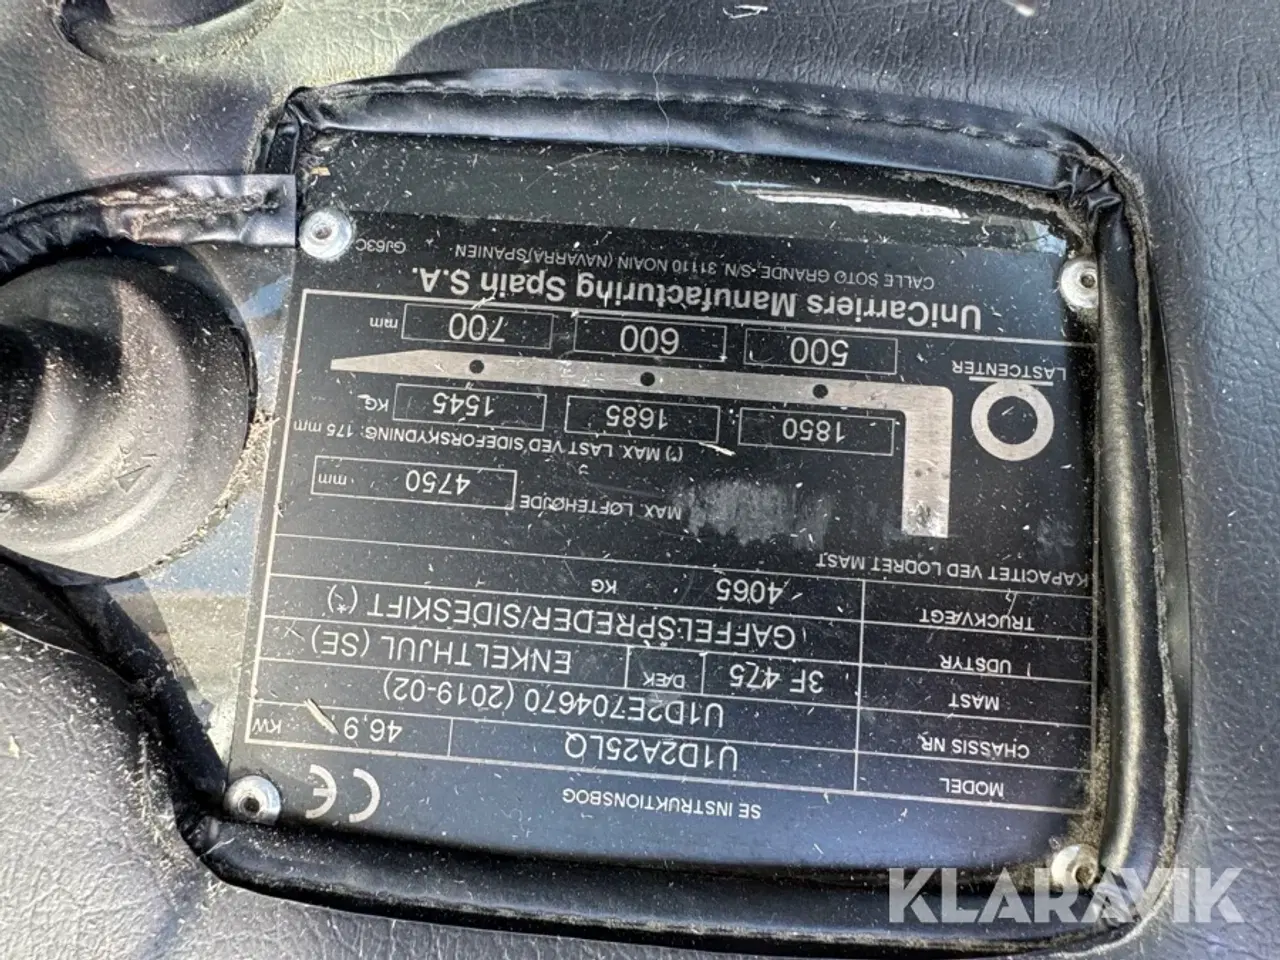 SE INSTRUKTIONSBOG
CE
MODEL U1D2A25LQ 46,9 KW
CHASSIS NR. U1D2E704670 (2019-02)
MAST 3F 475 DÆK ENKELTHJUL (SE)
UDSTYR GAFFELSPREDER/SIDESKIFT (*)
TRUCKVÆGT 4065 KG
KAPACITET VED LODRET MAST
MAX. LØFTEHØJDE 4750 mm
(*) MAX. LAST VED SIDEFORSKYDNING: 175 mm
1850 1685 1545 KG
LASTCENTER 500 600 700 mm
UniCarriers Manufacturing Spain S.A.
CALLE SOTO GRANDE, S/N. 31110 NOAIN (NAVARRA/SPANIEN GJ63C
KLARAVIK